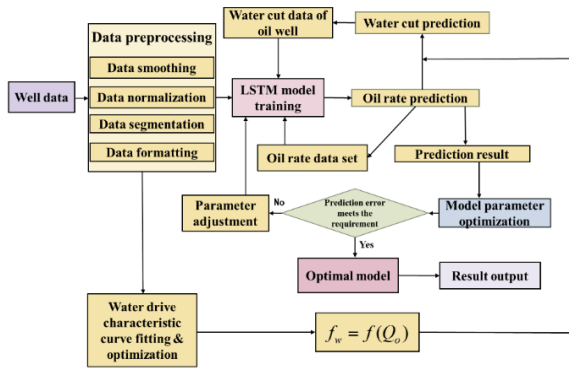 Data preprocessing
Data smoothing
Data normalization
Data segmentation
Data formatting
Well data
Water cut data of
oil well
Water cut prediction
LSTM model
training
Oil rate prediction
Oil rate data set
Prediction result
Parameter
adjustment
No
Prediction error
meets the
requirement
Model parameter
optimization
Yes
Optimal model
Result output
Water drive
characteristic
curve fitting &
optimization
f_w = f(Q_o)